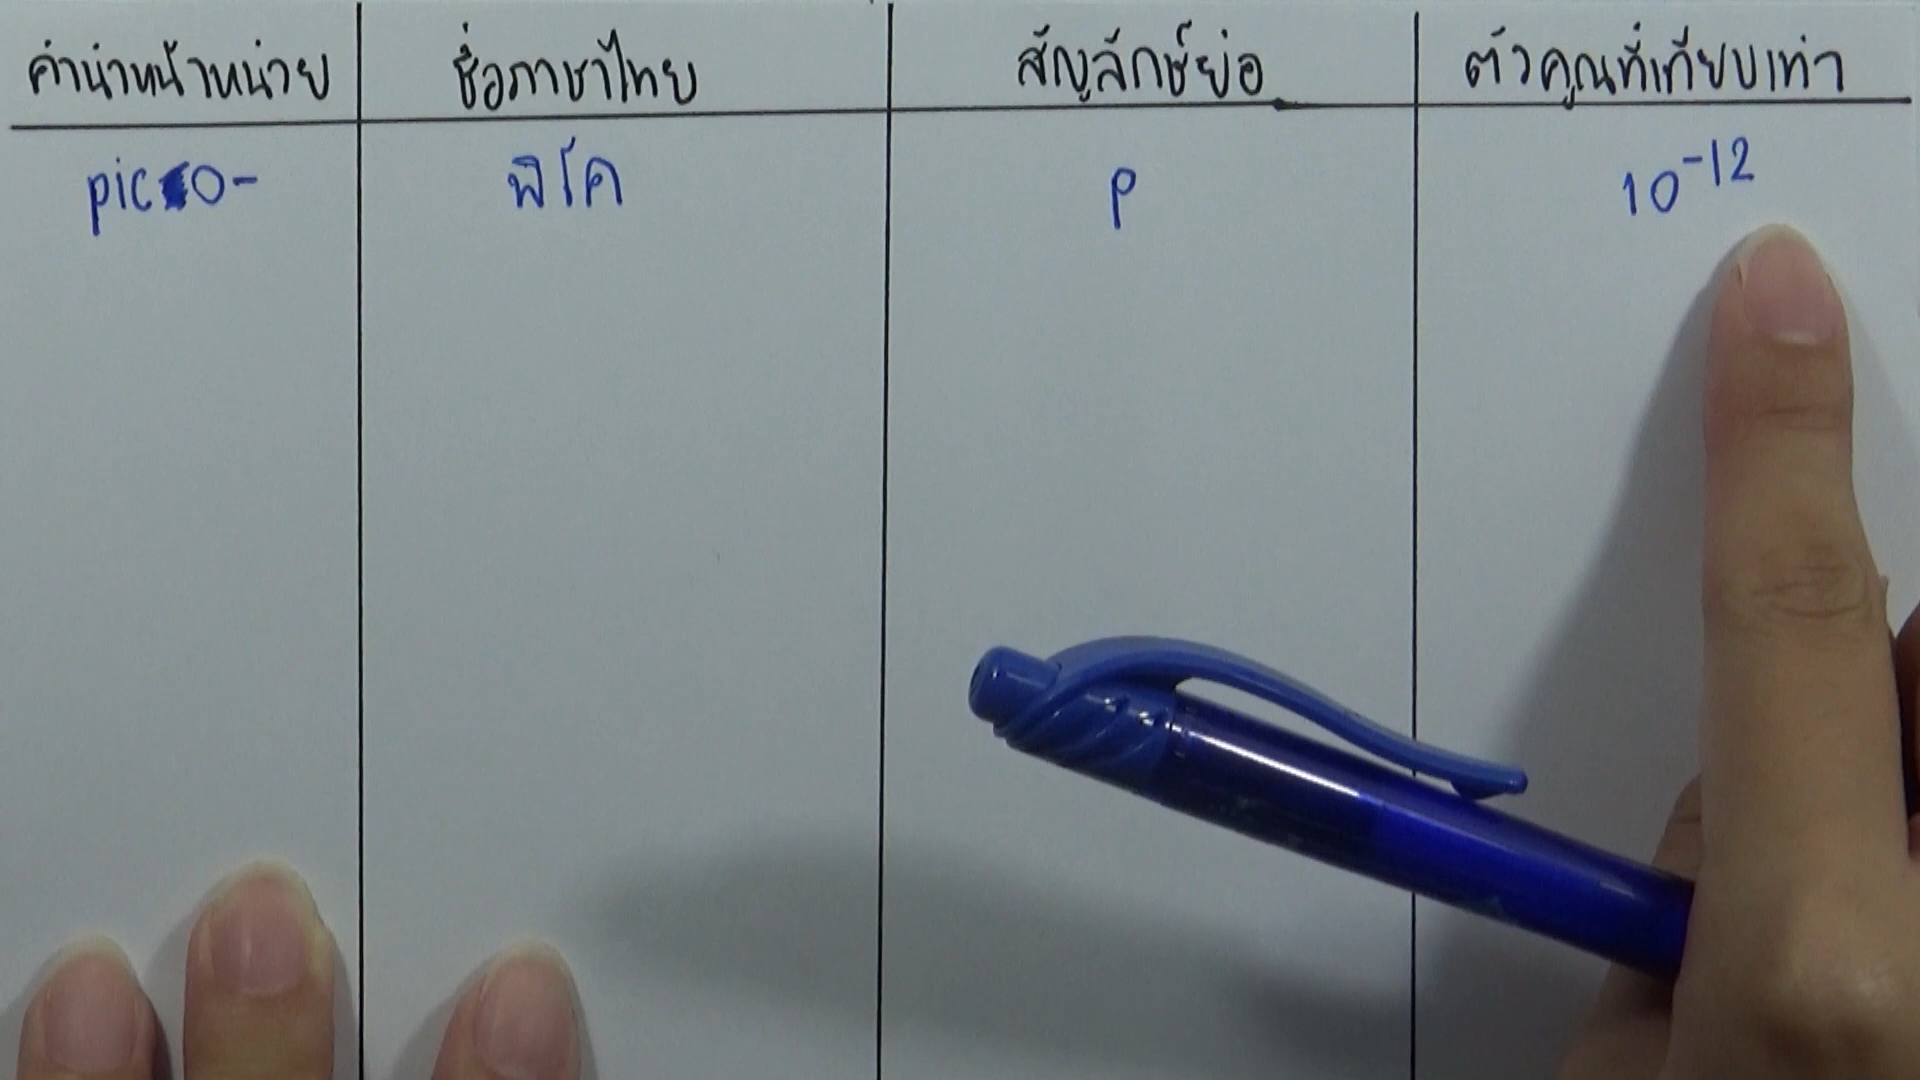 คำนำหน้าหน่วย ชื่อภาษาไทย สัญลักษ์ย่อ ตัวคูณที่เทียบเท่า
pico- พิโค p 10⁻¹²